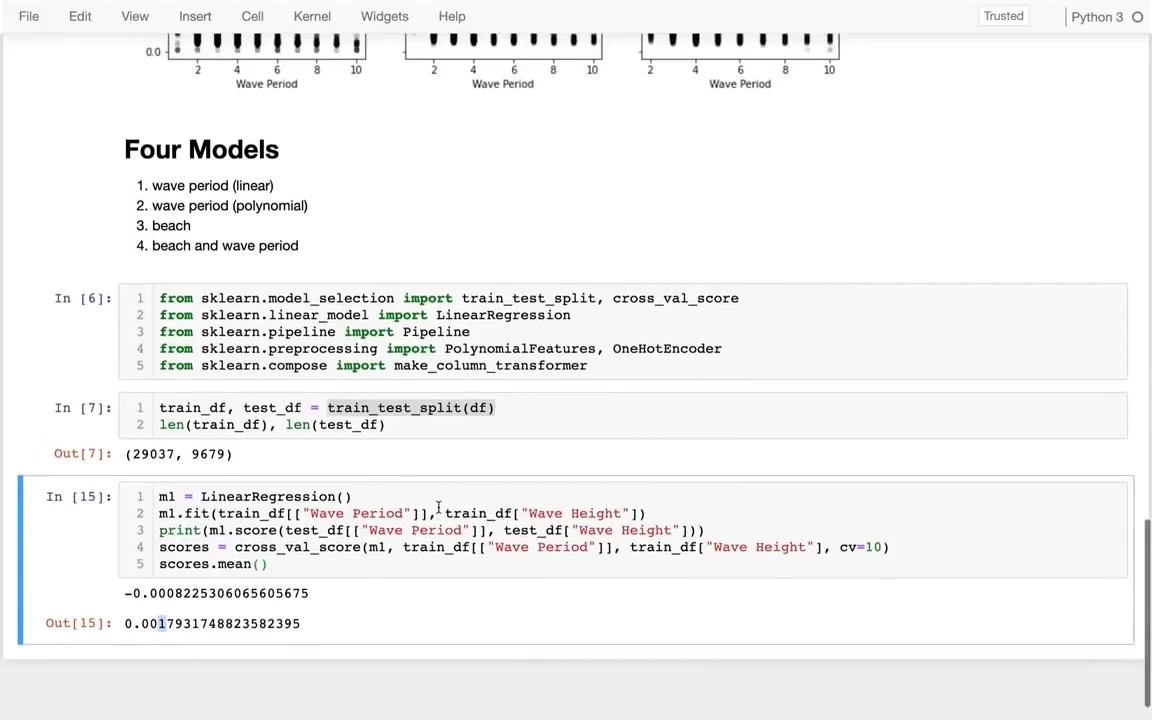 File Edit View Insert Cell Kernel Widgets Help Trusted Python 3
0.0
2 4 6 8 10 2 4 6 8 10 2 4 6 8 10
Wave Period Wave Period Wave Period
Four Models
1. wave period (linear)
2. wave period (polynomial)
3. beach
4. beach and wave period
In [6]: 1 from sklearn.model_selection import train_test_split, cross_val_score
2 from sklearn.linear_model import LinearRegression
3 from sklearn.pipeline import Pipeline
4 from sklearn.preprocessing import PolynomialFeatures, OneHotEncoder
5 from sklearn.compose import make_column_transformer
In [7]: 1 train_df, test_df = train_test_split(df)
2 len(train_df), len(test_df)
Out[7]: (29037, 9679)
In [15]: 1 m1 = LinearRegression()
2 m1.fit(train_df[["Wave Period"]], train_df["Wave Height"])
3 print(m1.score(test_df[["Wave Period"]], test_df["Wave Height"]))
4 scores = cross_val_score(m1, train_df[["Wave Period"]], train_df["Wave Height"], cv=10)
5 scores.mean()
-0.0008225306065605675
Out[15]: 0.0017931748823582395